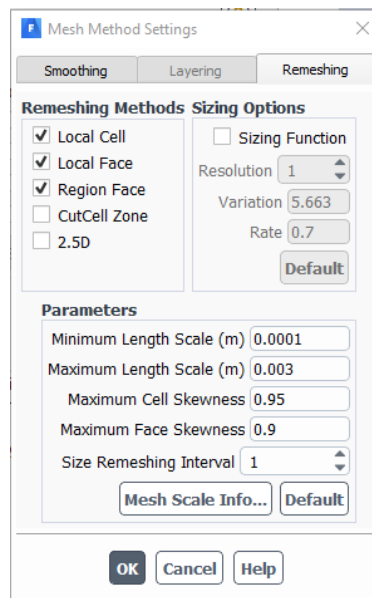 F Mesh Method Settings
Smoothing Layering Remeshing
Remeshing Methods Sizing Options
Local Cell
Local Face
Region Face
CutCell Zone
2.5D
Sizing Function
Resolution 1
Variation 5.663
Rate 0.7
Default
Parameters
Minimum Length Scale (m) 0.0001
Maximum Length Scale (m) 0.003
Maximum Cell Skewness 0.95
Maximum Face Skewness 0.9
Size Remeshing Interval 1
Mesh Scale Info... Default
OK Cancel Help